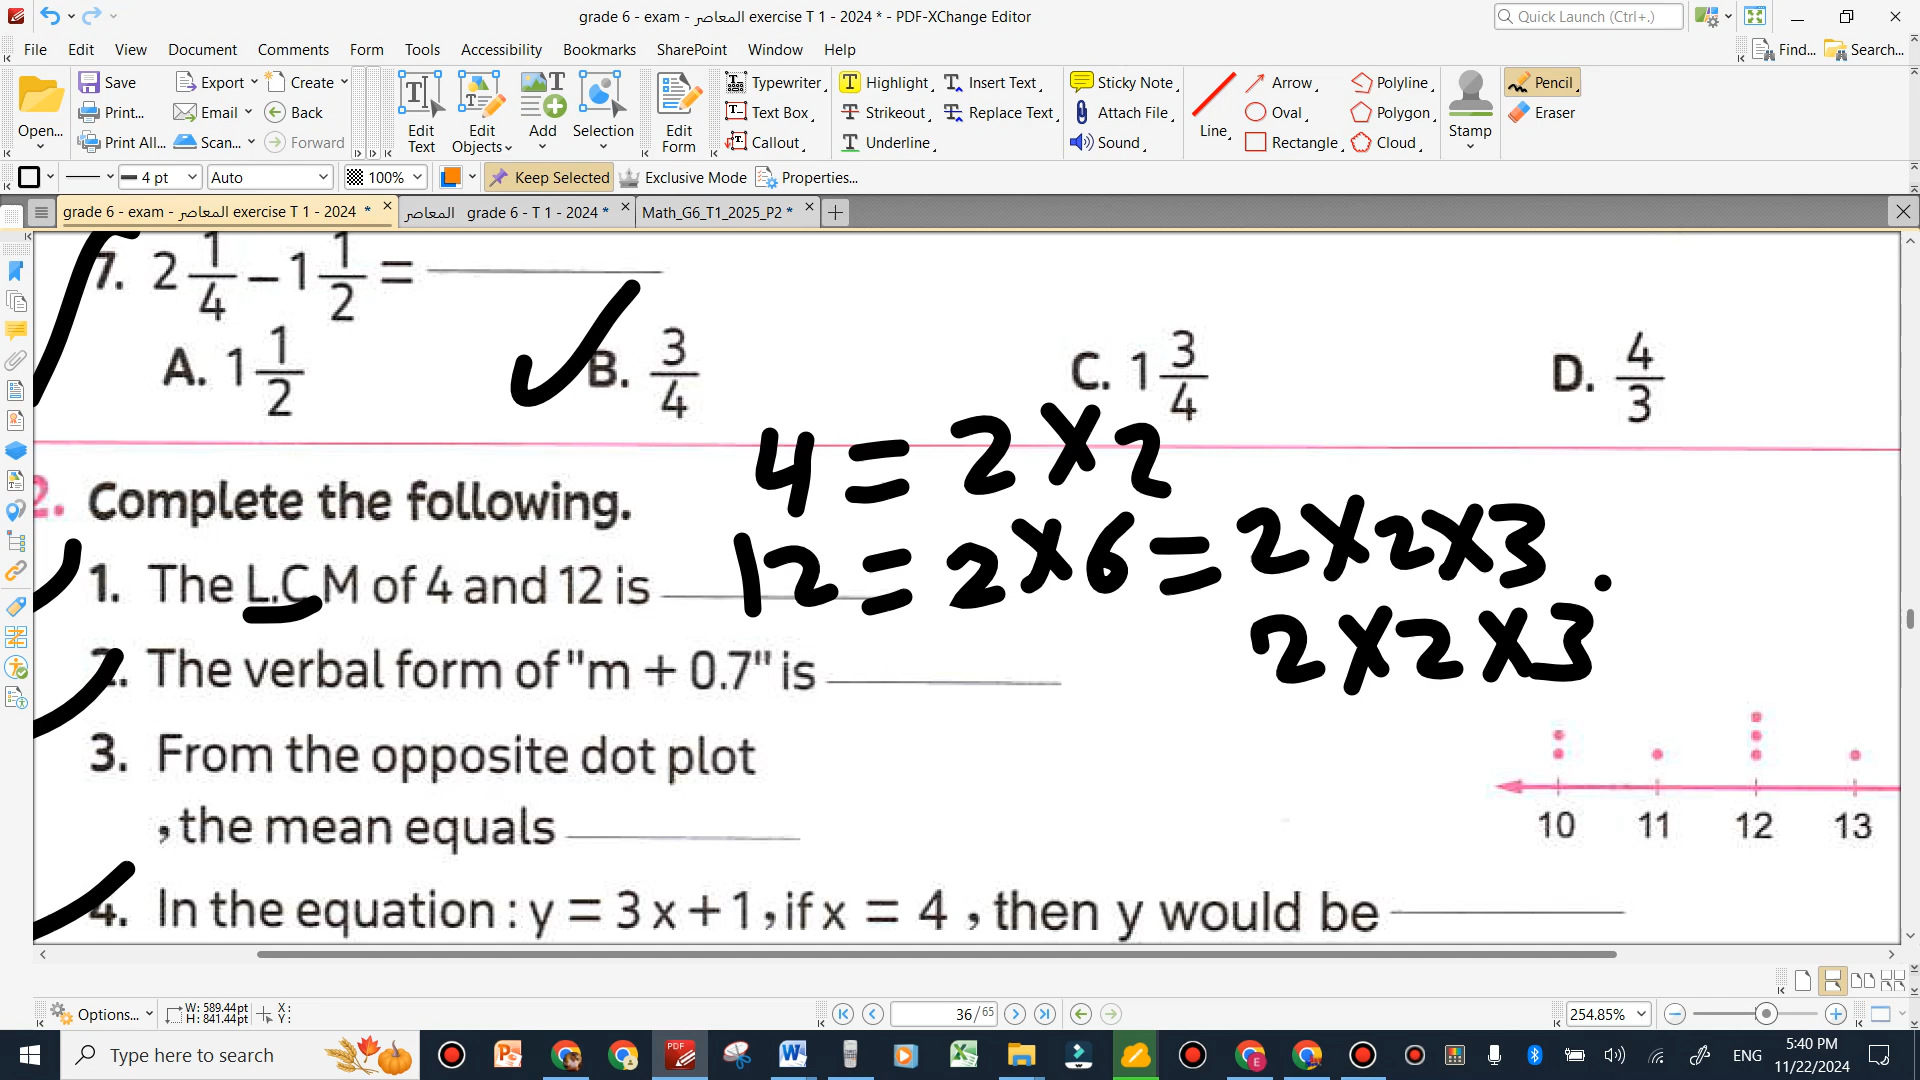 grade 6 - exam - المعاصر exercise T 1 - 2024 * - PDF-XChange Editor
Quick Launch (Ctrl+.)
File Edit View Document Comments Form Tools Accessibility Bookmarks SharePoint Window Help
Find... Search...
Open... Save Print... Print All... Export Email Scan... Create Back Forward
Edit Text Edit Objects Add Selection Edit Form
Typewriter Text Box Callout
Highlight Strikeout Underline Insert Text Replace Text
Sticky Note Attach File Sound
Line Arrow Oval Rectangle Polyline Polygon Cloud Stamp Pencil Eraser
4 pt Auto 100% Keep Selected Exclusive Mode Properties...
grade 6 - exam - المعاصر exercise T 1 - 2024 * المعاصر grade 6 - T 1 - 2024 * Math_G6_T1_2025_P2 *
7. 2 1/4 – 1 1/2 =
A. 1 1/2 B. 3/4 C. 1 3/4 D. 4/3
4 = 2 × 2
2. Complete the following.
12 = 2 × 6 = 2 × 2 × 3
1. The L.C.M of 4 and 12 is
2 × 2 × 3
2. The verbal form of "m + 0.7" is
3. From the opposite dot plot
, the mean equals
10 11 12 13
4. In the equation : y = 3 x + 1 , if x = 4 , then y would be
Options... W: 589.44pt H: 841.44pt X: Y: 36 / 65 254.85%
Type here to search
ENG 5:40 PM 11/22/2024